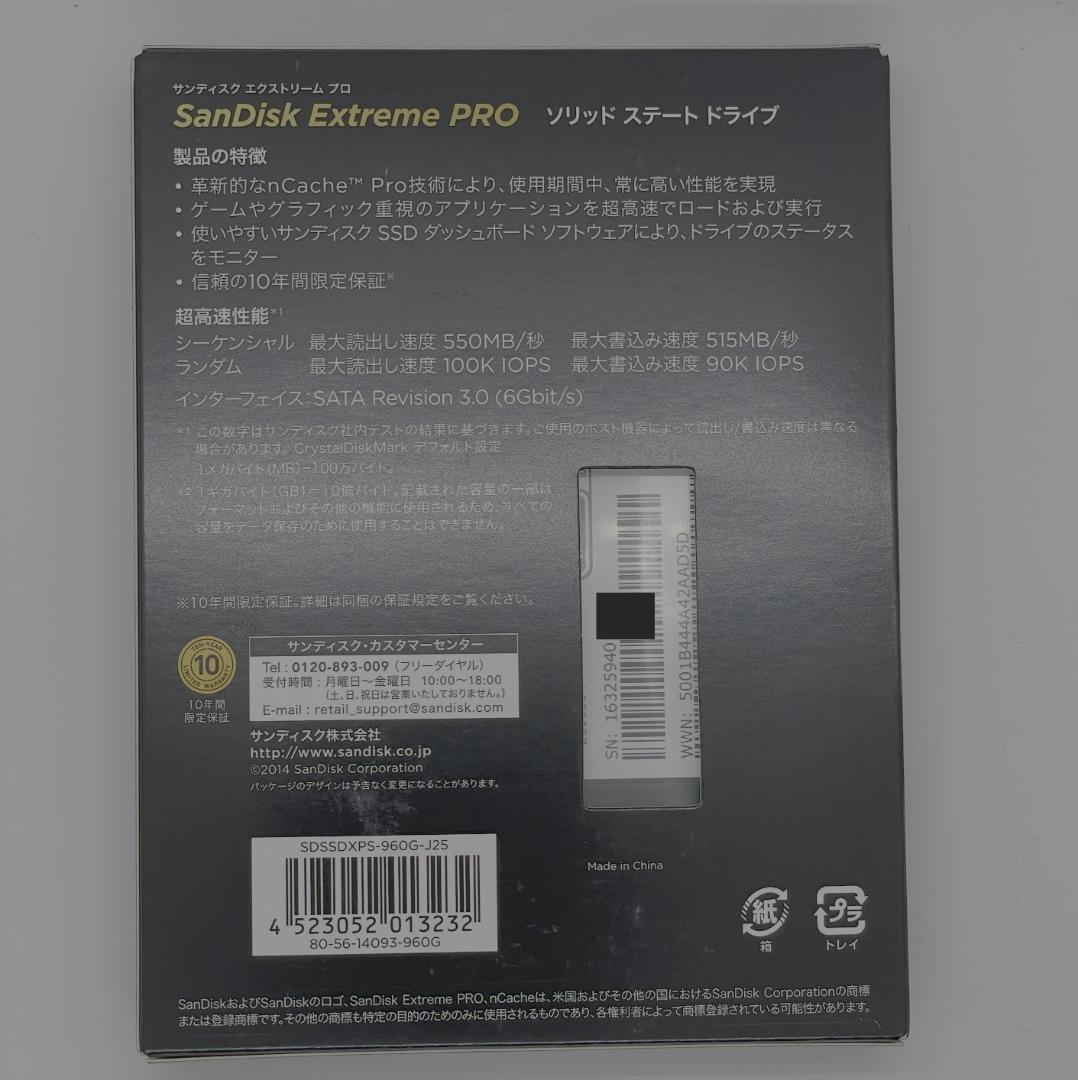 サンディスク エクストリーム プロ
SanDisk Extreme PRO ソリッド ステート ドライブ
製品の特徴
• 革新的なnCache™ Pro技術により、使用期間中、常に高い性能を実現
• ゲームやグラフィック重視のアプリケーションを超高速でロードおよび実行
• 使いやすいサンディスク SSD ダッシュボード ソフトウェアにより、ドライブのステータス
をモニター
• 信頼の10年間限定保証※
超高速性能*1
シーケンシャル 最大読出し速度 550MB/秒 最大書込み速度 515MB/秒
ランダム 最大読出し速度 100K IOPS 最大書込み速度 90K IOPS
インターフェイス：SATA Revision 3.0 (6Gbit/s)
*1 この数字はサンディスク社内テストの結果に基づきます。ご使用のホスト機器によって読出し/書込み速度は異なる
場合があります。CrystalDiskMark デフォルト設定
1メガバイト(MB)=100万バイト。
*2 1ギガバイト(GB)=10億バイト。記載された容量の一部は
フォーマットおよびその他の機能に使用されるため、すべての
容量をデータ保存のために使用することはできません。
※10年間限定保証。詳細は同梱の保証規定をご覧ください。
TEN-YEAR
10
LIMITED WARRANTY
10年間
限定保証
サンディスク・カスタマーセンター
Tel : 0120-893-009 (フリーダイヤル)
受付時間 : 月曜日〜金曜日 10:00〜18:00
(土、日、祝日は営業いたしておりません。)
E-mail : retail_support@sandisk.com
サンディスク株式会社
http://www.sandisk.co.jp
©2014 SanDisk Corporation
パッケージのデザインは予告なく変更になることがあります。
SN: 16325940
WWN: 5001B444A42AAD5D
SDSSDXPS-960G-J25
4 523052 013232
80-56-14093-960G
Made in China
紙
箱
プラ
トレイ
SanDiskおよびSanDiskのロゴ、SanDisk Extreme PRO、nCacheは、米国およびその他の国におけるSanDisk Corporationの商標
または登録商標です。その他の商標も特定の目的のためのみに使用されるものであり、各権利者によって商標登録されている可能性があります。